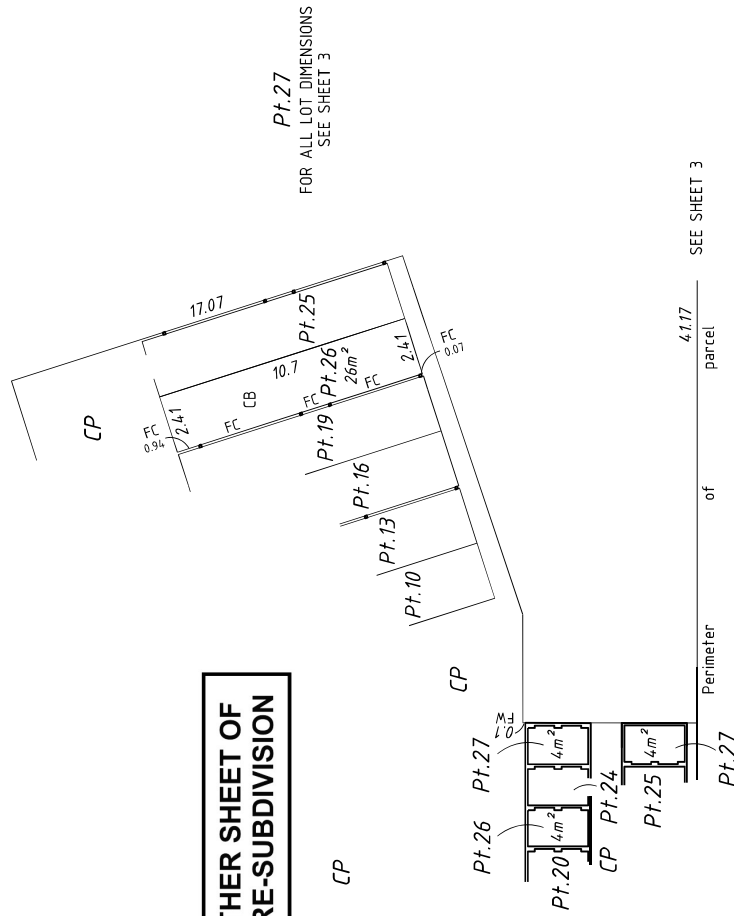 Pt.27
FOR ALL LOT DIMENSIONS
SEE SHEET 3
17.07
Pt.25
CP
10.7
Pt.26
26m²
CB
2.41
2.41
FC
0.94
FC
FC
FC
FC
0.07
Pt.19
Pt.16
Pt.13
Pt.10
SEE SHEET 3
41.17
Perimeter of parcel
THER SHEET OF
RE-SUBDIVISION
CP
CP
0.1
FW
Pt.27
4m²
Pt.24
Pt.26
4m²
Pt.20
CP
4m²
Pt.25
Pt.27